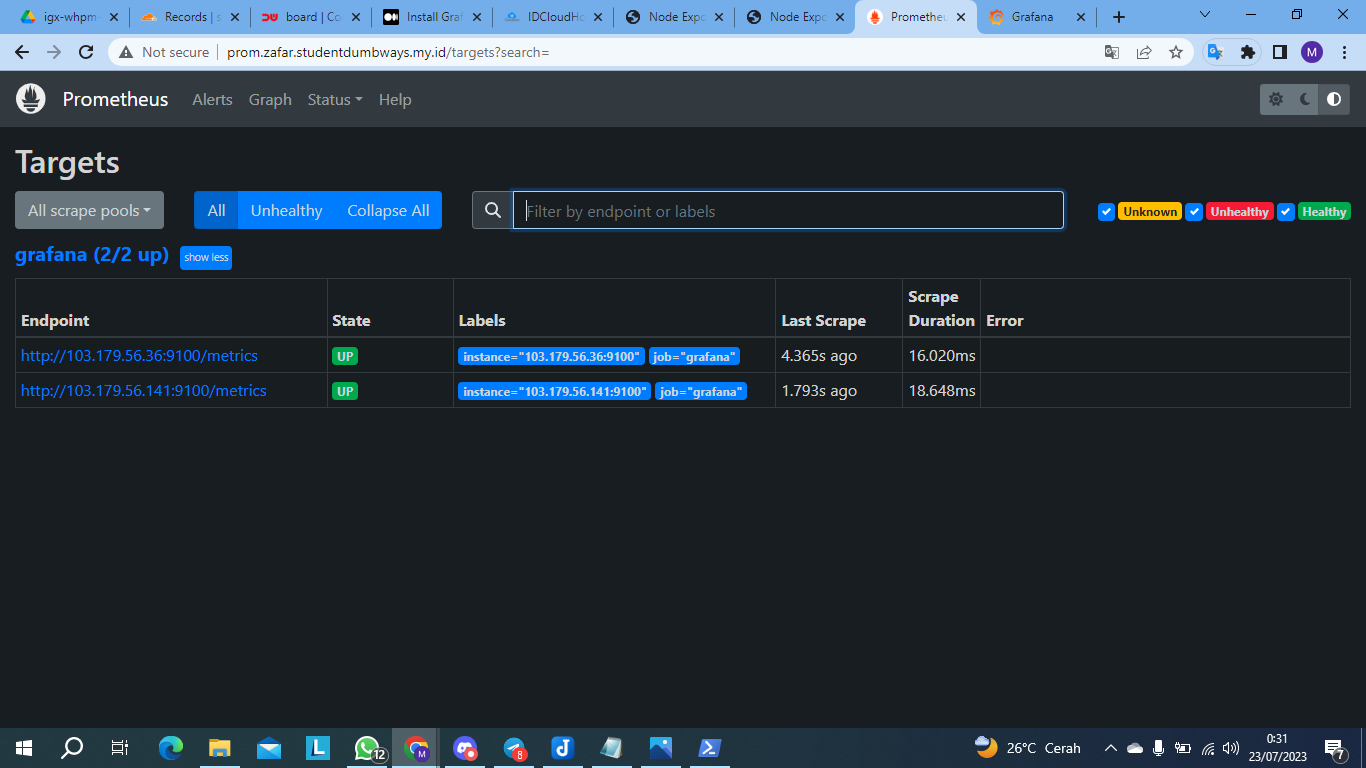 igx-whpm-
Records | s
board | Co
Install Graf
IDCloudHo
Node Expo
Node Expo
Prometheu
Grafana
Not secure
prom.zafar.studentdumbways.my.id/targets?search=
M
Prometheus
Alerts
Graph
Status
Help
Targets
All scrape pools
All
Unhealthy
Collapse All
Filter by endpoint or labels
Unknown
Unhealthy
Healthy
grafana (2/2 up)
show less
Endpoint State Labels Last Scrape Scrape Duration Error
http://103.179.56.36:9100/metrics UP instance="103.179.56.36:9100" job="grafana" 4.365s ago 16.020ms
http://103.179.56.141:9100/metrics UP instance="103.179.56.141:9100" job="grafana" 1.793s ago 18.648ms
L
12
M
8
26°C Cerah
0:31
23/07/2023
7